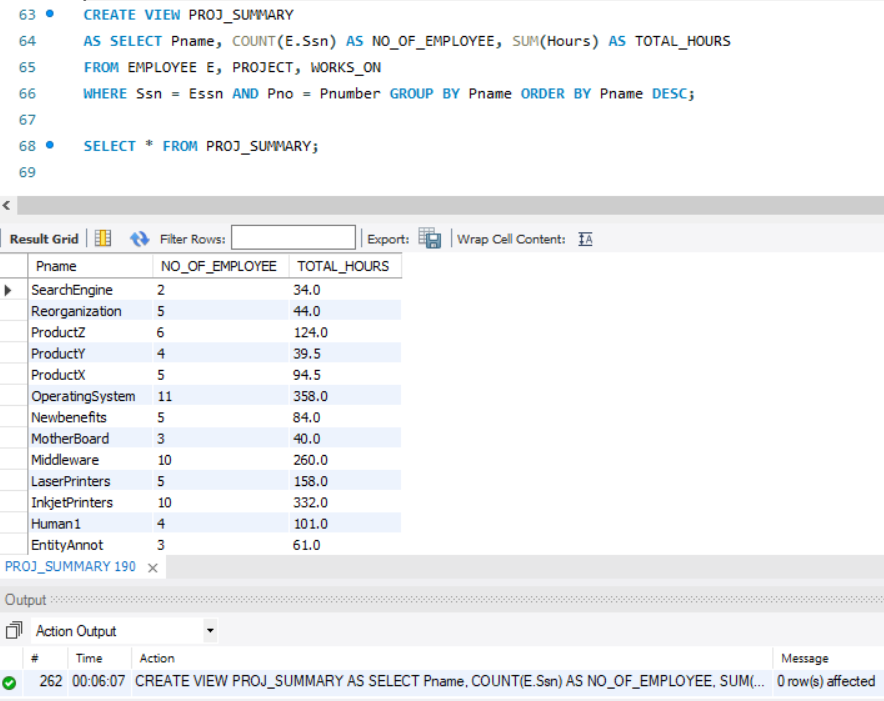 63 CREATE VIEW PROJ_SUMMARY
64 AS SELECT Pname, COUNT(E.Ssn) AS NO_OF_EMPLOYEE, SUM(Hours) AS TOTAL_HOURS
65 FROM EMPLOYEE E, PROJECT, WORKS_ON
66 WHERE Ssn = Essn AND Pno = Pnumber GROUP BY Pname ORDER BY Pname DESC;
67
68 SELECT * FROM PROJ_SUMMARY;
69
Result Grid Filter Rows: Export: Wrap Cell Content:
Pname NO_OF_EMPLOYEE TOTAL_HOURS
SearchEngine 2 34.0
Reorganization 5 44.0
ProductZ 6 124.0
ProductY 4 39.5
ProductX 5 94.5
OperatingSystem 11 358.0
Newbenefits 5 84.0
MotherBoard 3 40.0
Middleware 10 260.0
LaserPrinters 5 158.0
InkjetPrinters 10 332.0
Human1 4 101.0
EntityAnnot 3 61.0
PROJ_SUMMARY 190
Output
Action Output
# Time Action Message
262 00:06:07 CREATE VIEW PROJ_SUMMARY AS SELECT Pname, COUNT(E.Ssn) AS NO_OF_EMPLOYEE, SUM(... 0 row(s) affected